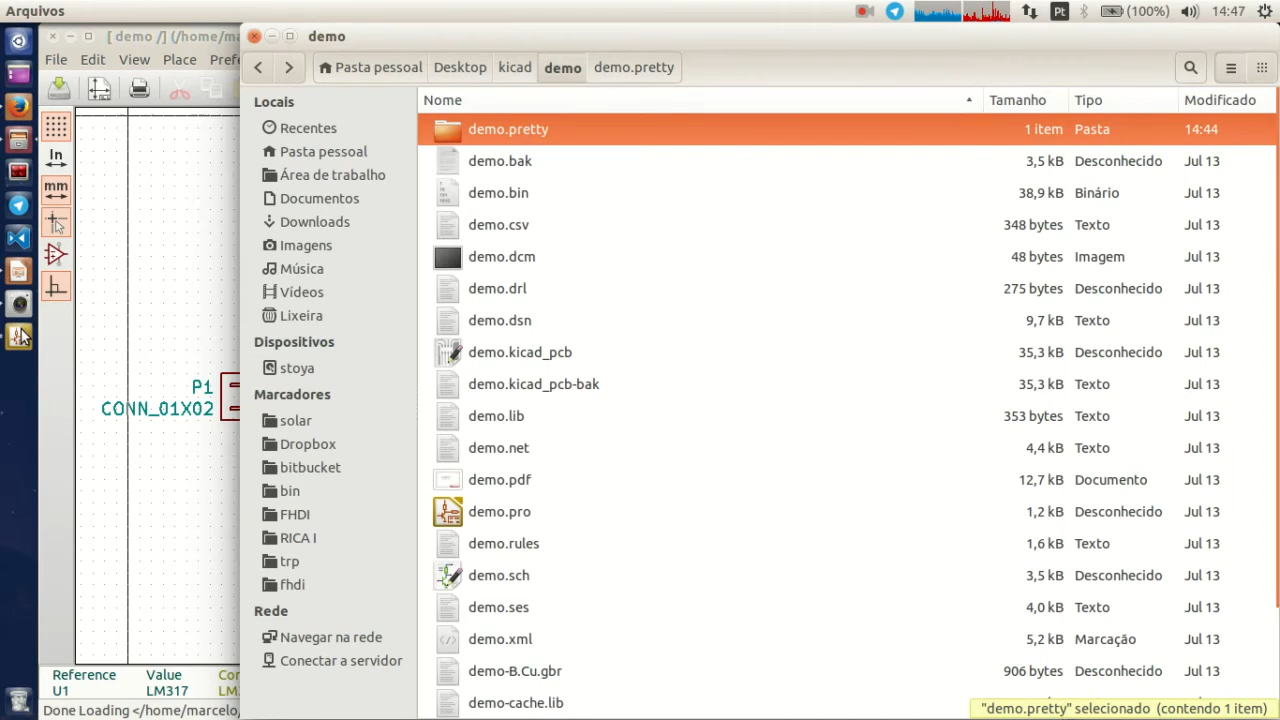 Arquivos
Pt
(100%)
14:47
[ demo /] (/home/ma
File Edit View Place Prefe
In
mm
P1
CONN_01X02
Reference
U1
Value
LM317
Co
LM3
Done Loading </home/marcelo/
demo
Pasta pessoal
Desktop
kicad
demo
demo.pretty
Locais
Recentes
Pasta pessoal
Área de trabalho
Documentos
Downloads
Imagens
Música
Vídeos
Lixeira
Dispositivos
stoya
Marcadores
solar
Dropbox
bitbucket
bin
FHDI
RICA I
trp
fhdi
Rede
Navegar na rede
Conectar a servidor
Nome Tamanho Tipo Modificado
demo.pretty 1 item Pasta 14:44
demo.bak 3,5 kB Desconhecido Jul 13
demo.bin 38,9 kB Binário Jul 13
demo.csv 348 bytes Texto Jul 13
demo.dcm 48 bytes Imagem Jul 13
demo.drl 275 bytes Desconhecido Jul 13
demo.dsn 9,7 kB Texto Jul 13
demo.kicad_pcb 35,3 kB Desconhecido Jul 13
demo.kicad_pcb-bak 35,3 kB Desconhecido Jul 13
demo.lib 353 bytes Texto Jul 13
demo.net 4,4 kB Desconhecido Jul 13
demo.pdf 12,7 kB Documento Jul 13
demo.pro 1,2 kB Desconhecido Jul 13
demo.rules 1,6 kB Texto Jul 13
demo.sch 3,5 kB Desconhecido Jul 13
demo.ses 4,0 kB Texto Jul 13
demo.xml 5,2 kB Marcação Jul 13
demo-B.Cu.gbr 906 bytes Desconhecido Jul 13
demo-cache.lib
"demo.pretty" selecionado (contendo 1 item)